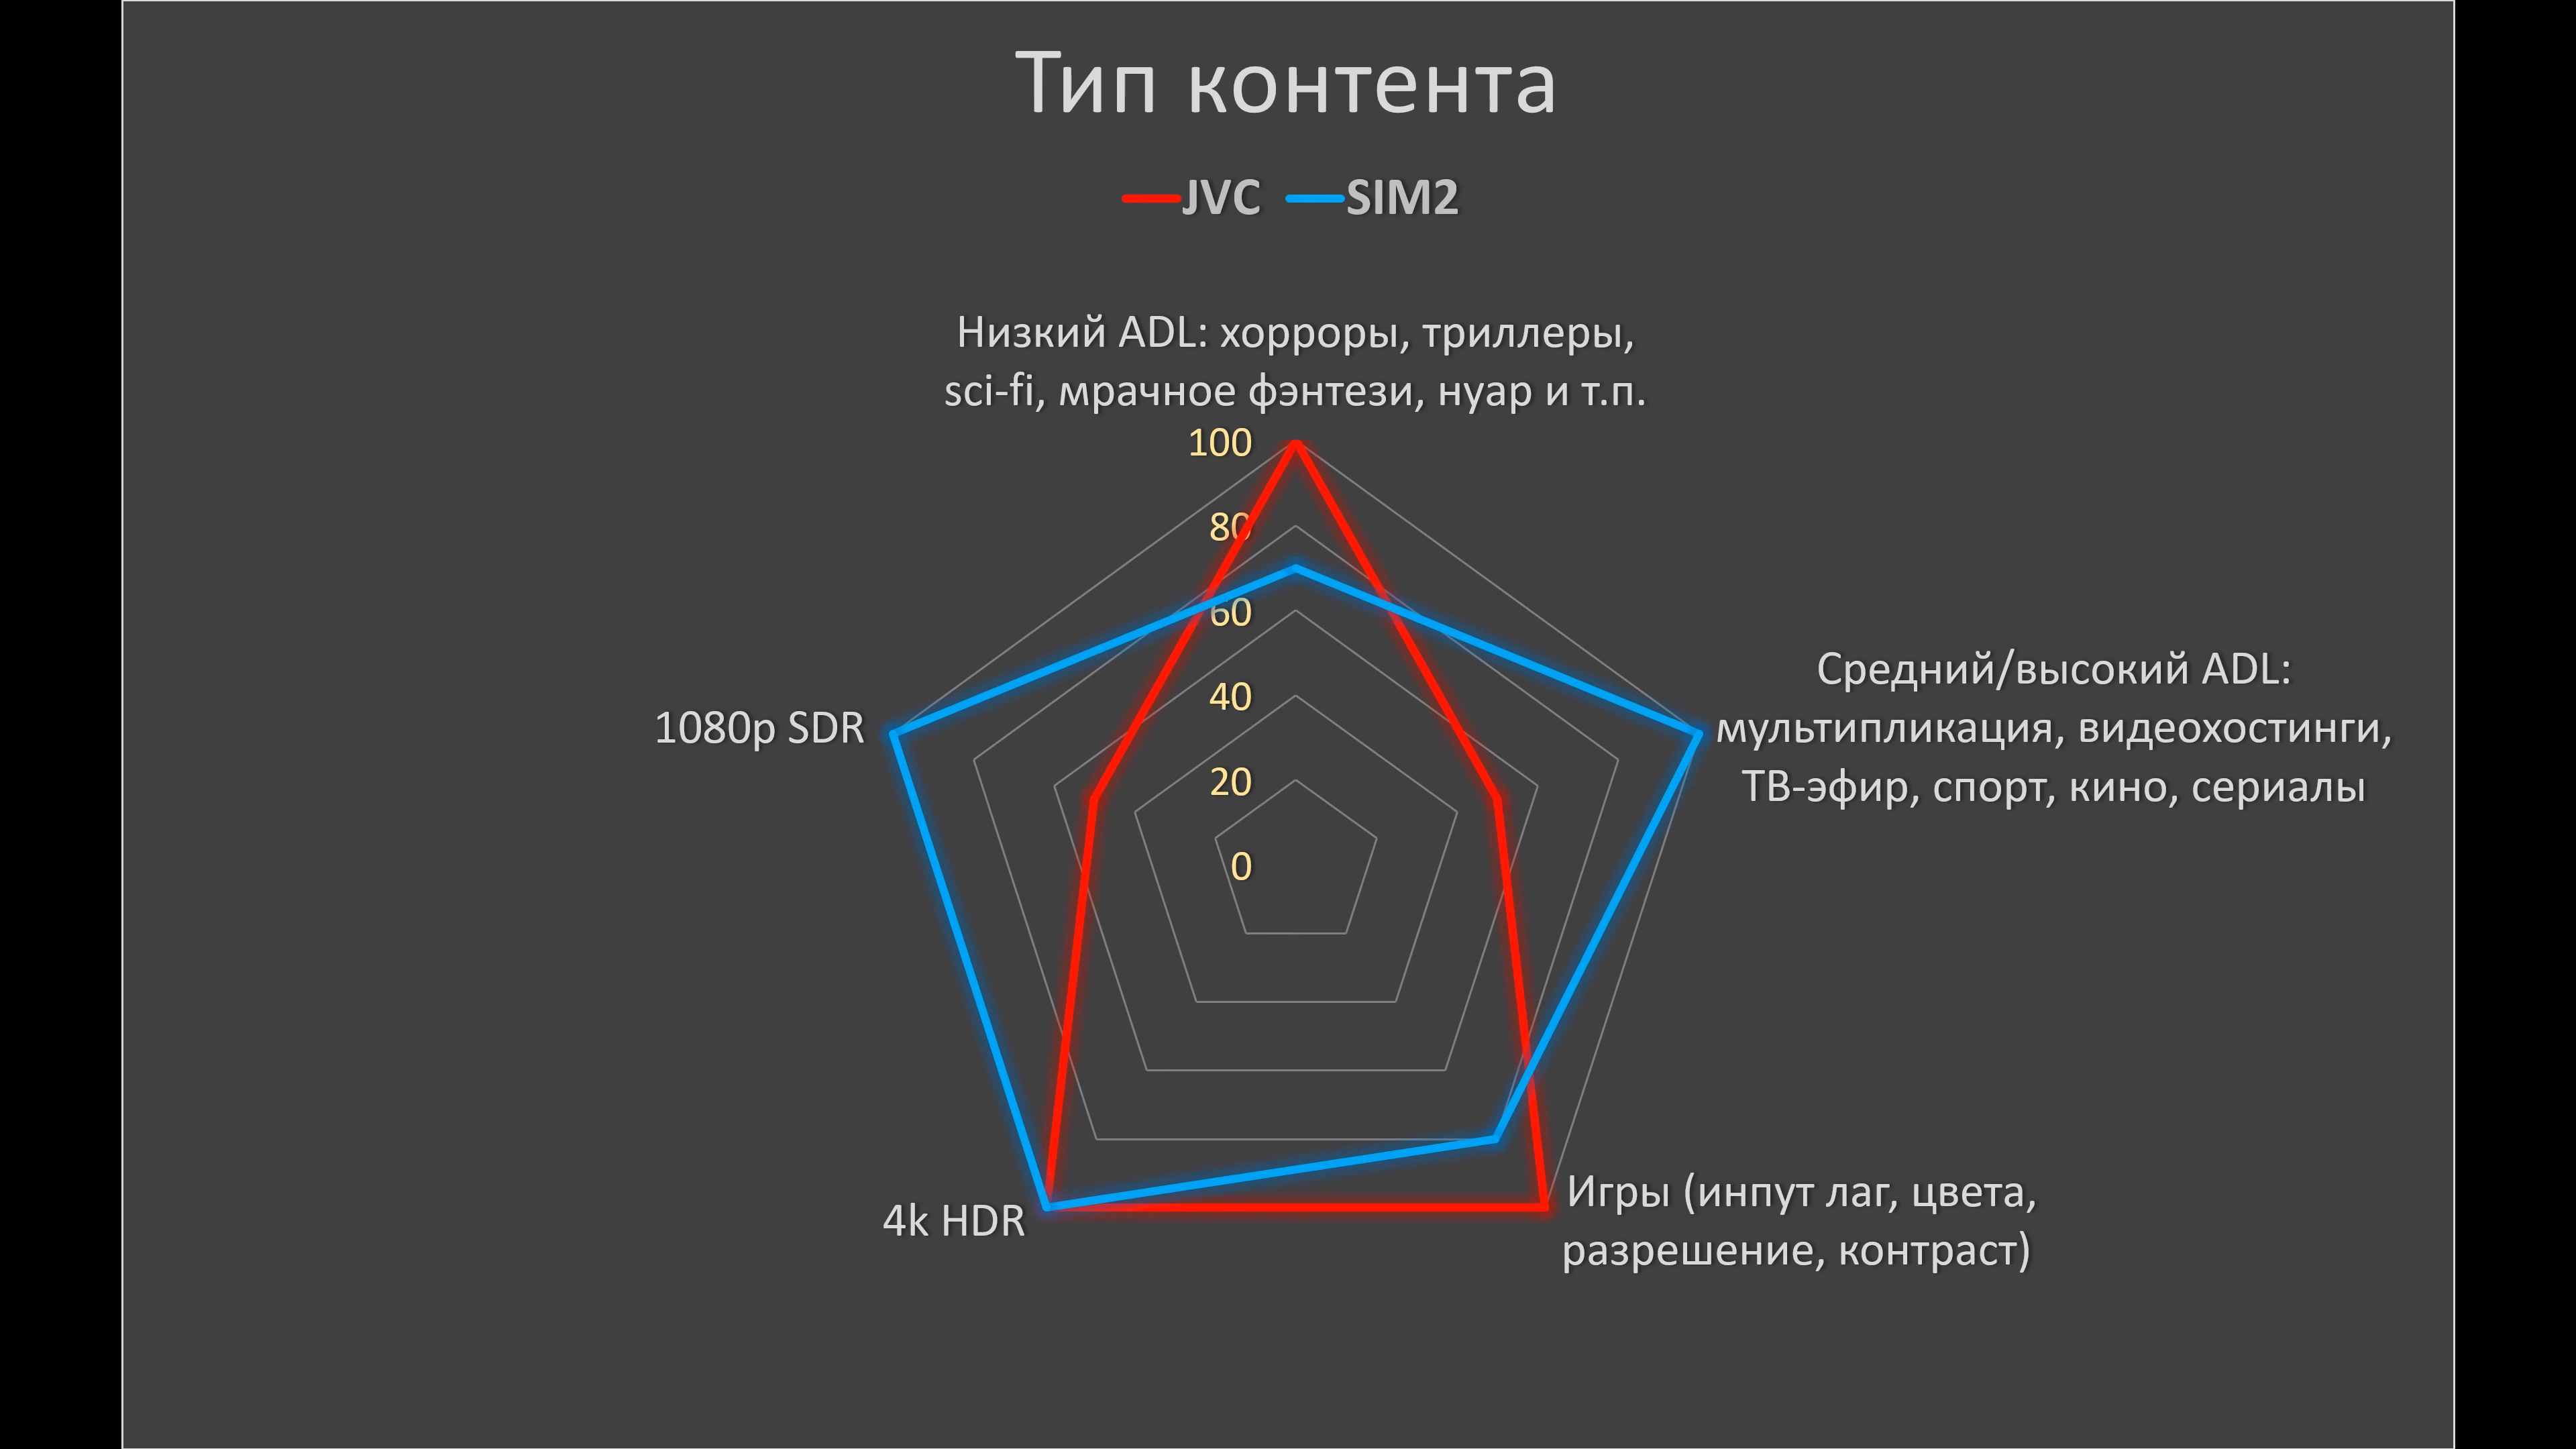 Тип контента
JVC SIM2
Низкий ADL: хорроры, триллеры,
sci-fi, мрачное фэнтези, нуар и т.п.
100
80
60
40
20
0
Средний/высокий ADL:
мультипликация, видеохостинги,
ТВ-эфир, спорт, кино, сериалы
1080p SDR
4k HDR
Игры (инпут лаг, цвета,
разрешение, контраст)